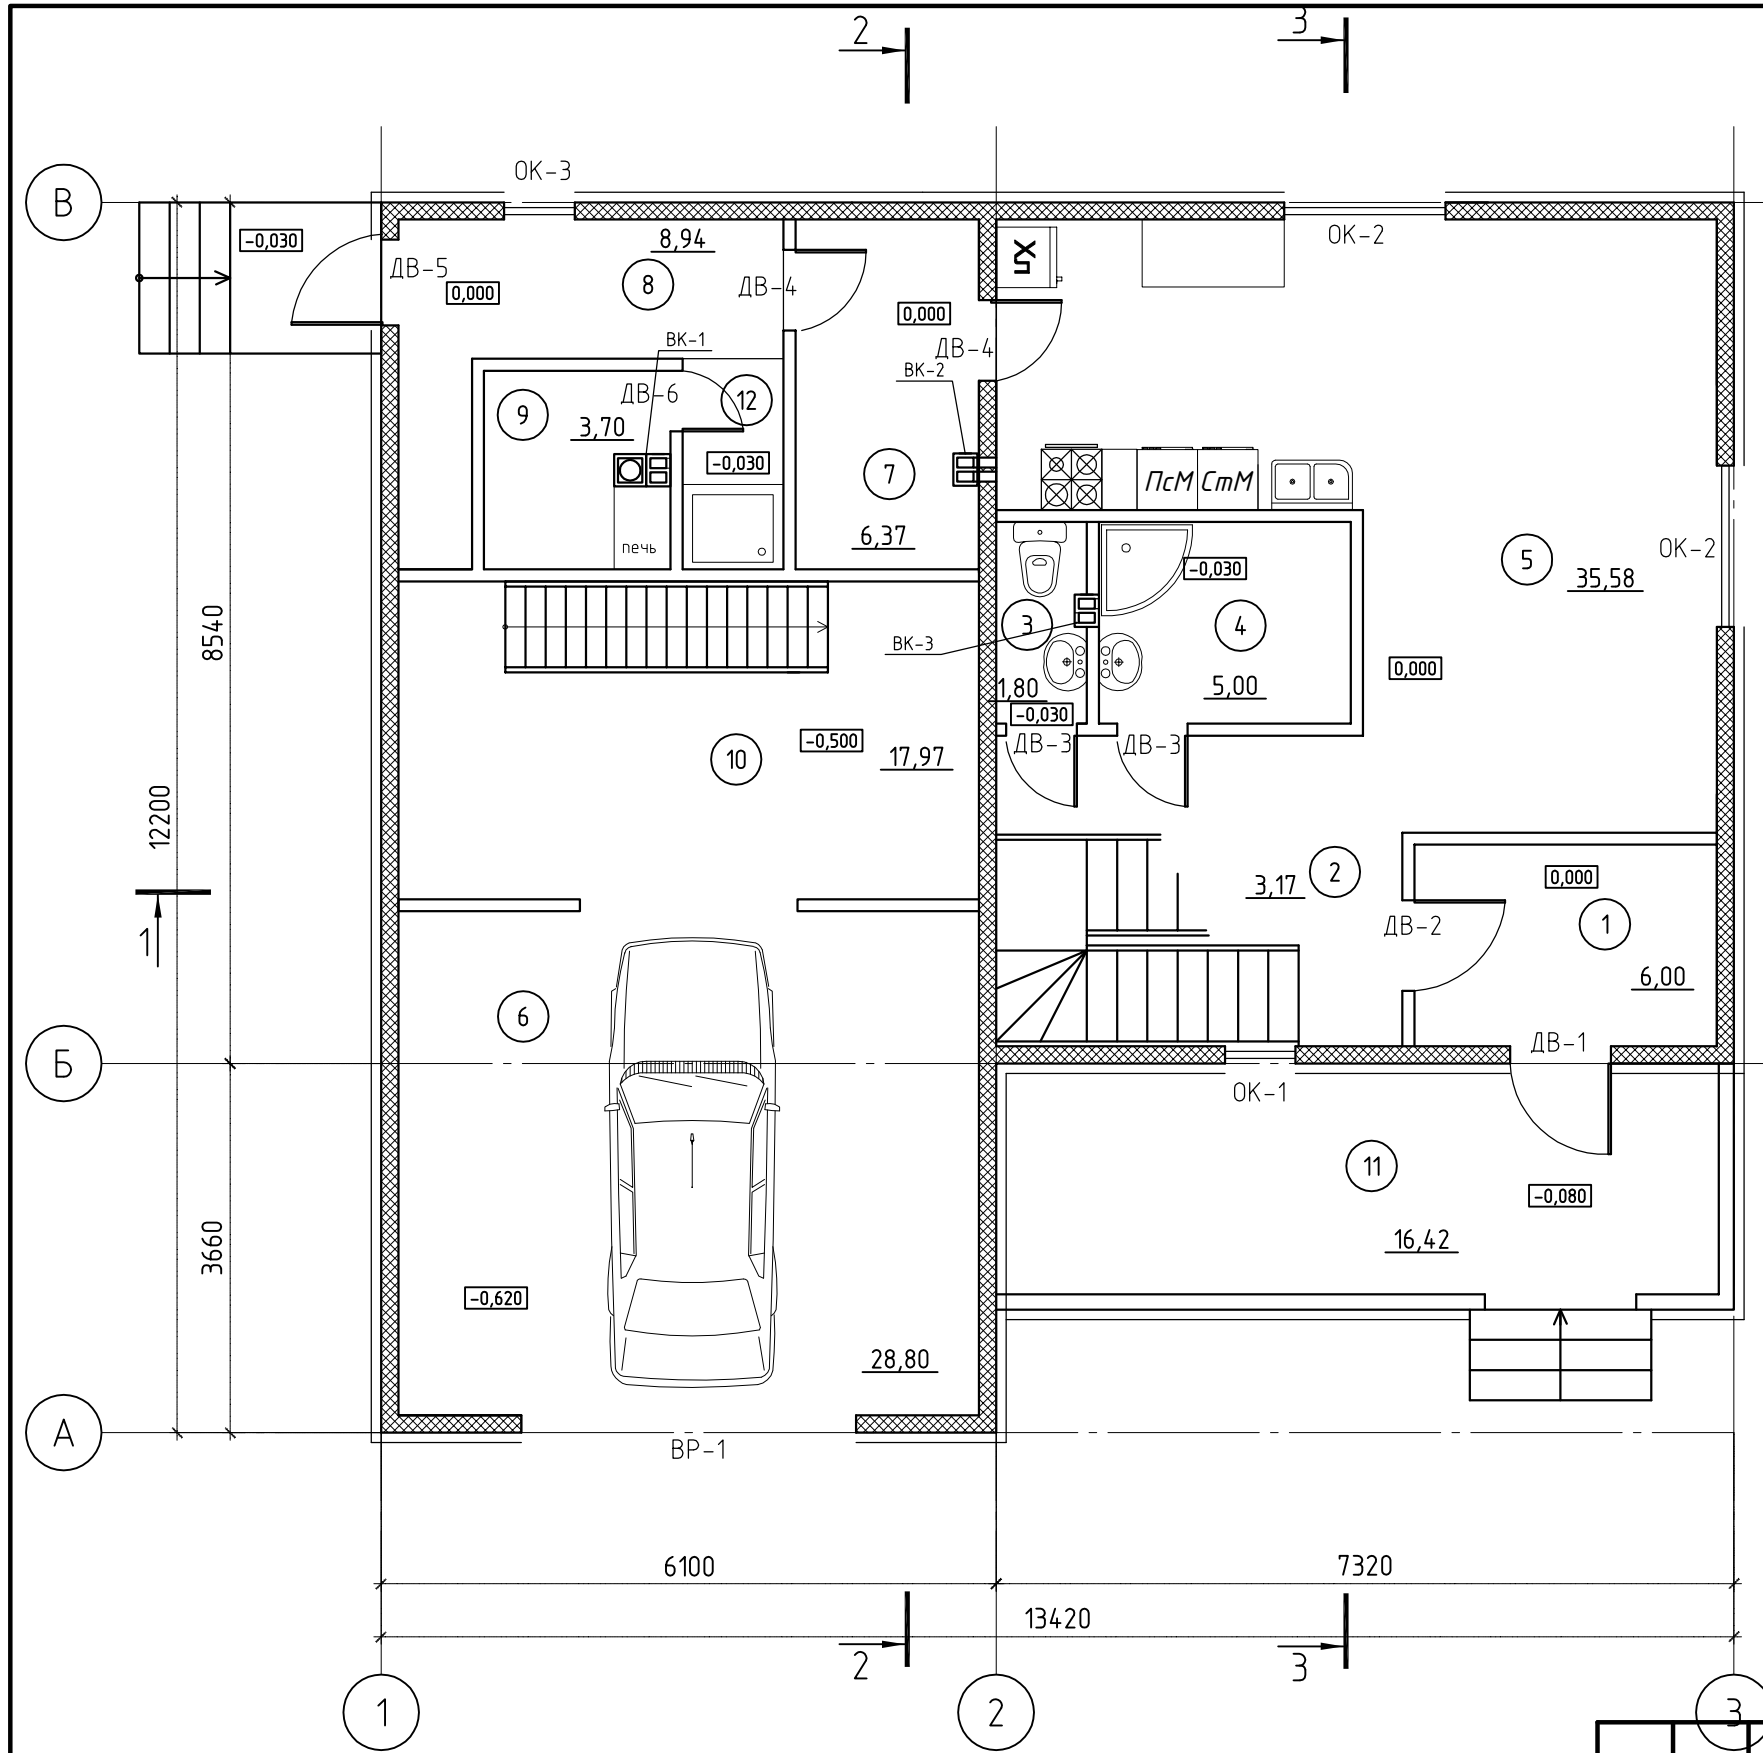 2
3
ОК-3
В
-0,030
8,94
ХП
ОК-2
ДВ-5
8
ДВ-4
0,000
0,000
ВК-1
ДВ-4
ВК-2
ДВ-6
12
9
3,70
-0,030
7
ПсМ
СтМ
6,37
печь
5
ОК-2
35,58
-0,030
8540
3
4
ВК-3
0,000
1,80
5,00
-0,030
ДВ-3
ДВ-3
-0,500
10
17,97
12200
2
3,17
0,000
1
1
ДВ-2
6,00
6
Б
ДВ-1
ОК-1
11
-0,080
3660
16,42
-0,620
28,80
А
ВР-1
6100
7320
13420
2
3
1
2
3